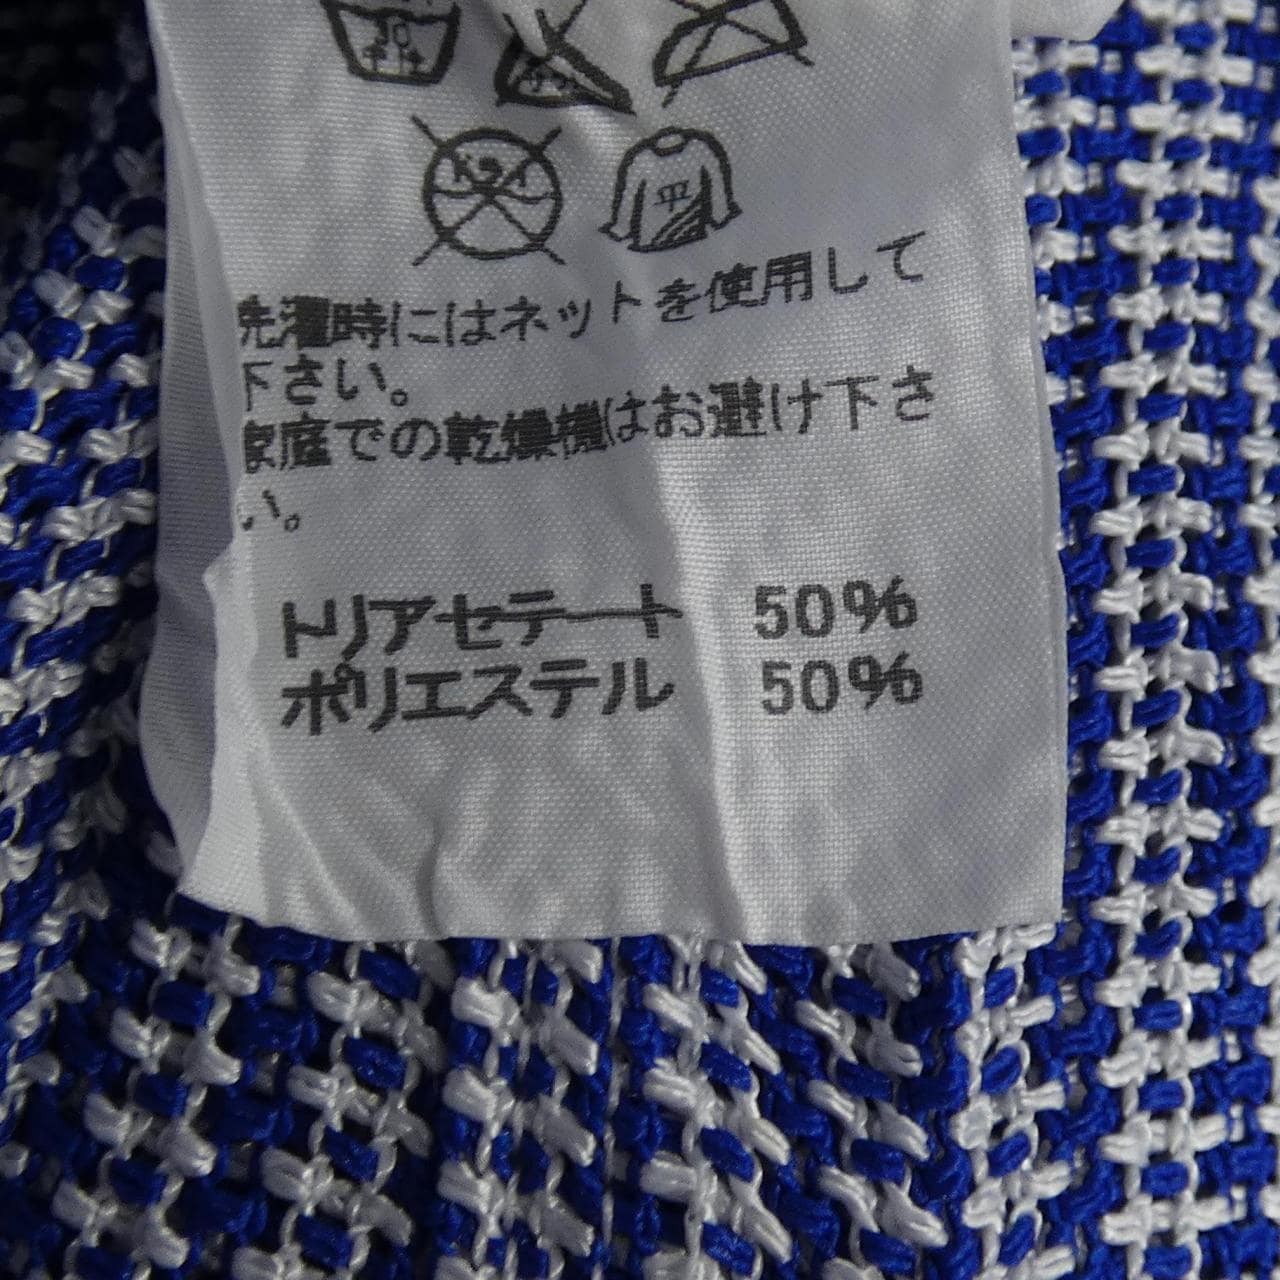 洗濯時にはネットを使用して
下さい。
家庭での乾燥機はお避け下さ
い。
トリアセテート 50%
ポリエステル 50%
平